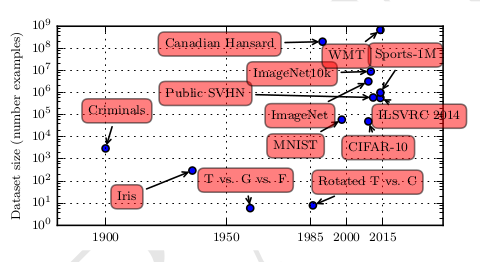 Dataset size (number examples)
10^9
10^8
10^7
10^6
10^5
10^4
10^3
10^2
10^1
10^0
Canadian Hansard
WMT
Sports-1M
ImageNet10k
Public SVHN
Criminals
ImageNet
ILSVRC 2014
MNIST
CIFAR-10
Iris
T vs. G vs. F
Rotated T vs. C
1900
1950
1985
2000
2015